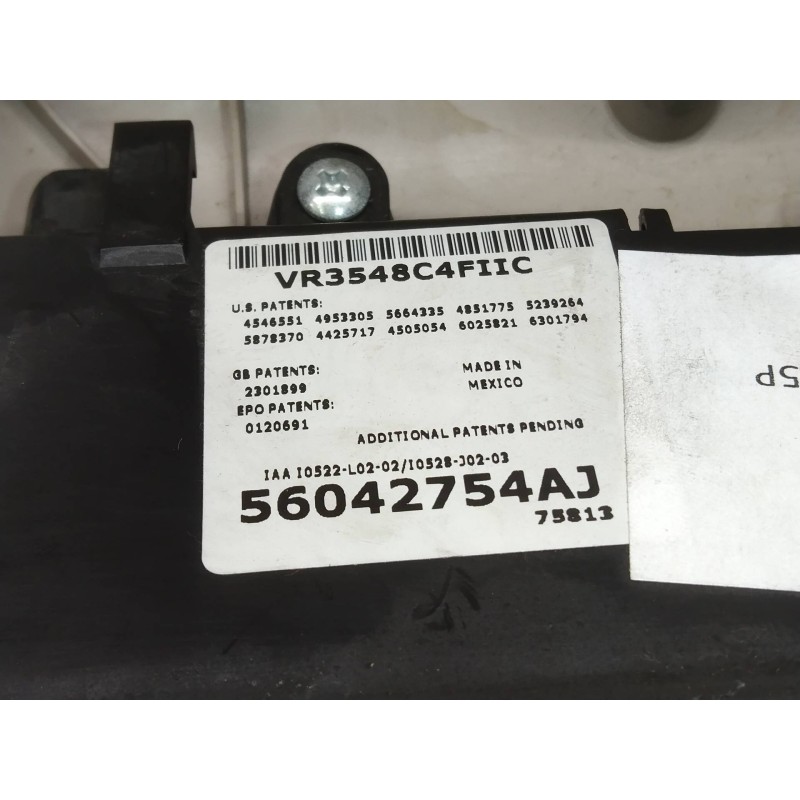 VR3548C4FIIC
U.S. PATENTS:
4546551 4953305 5664335 4851775 5239264
5878370 4425717 4505054 6025821 6301794
GB PATENTS:
2301899
EPO PATENTS:
0120691
MADE IN
MEXICO
ADDITIONAL PATENTS PENDING
IAA I0522-L02-02/I0528-J02-03
56042754AJ
75813
5P